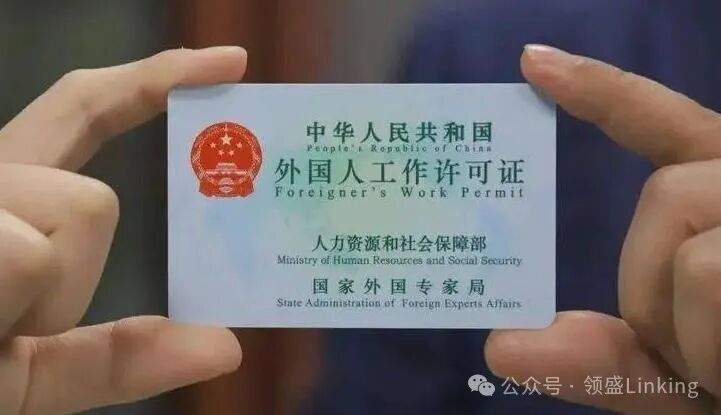 中华人民共和国
People's Republic of China
外国人工作许可证
Foreigner's Work Permit
人力资源和社会保障部
Ministry of Human Resources and Social Security
国家外国专家局
State Administration of Foreign Experts Affairs
公众号 · 领盛Linking